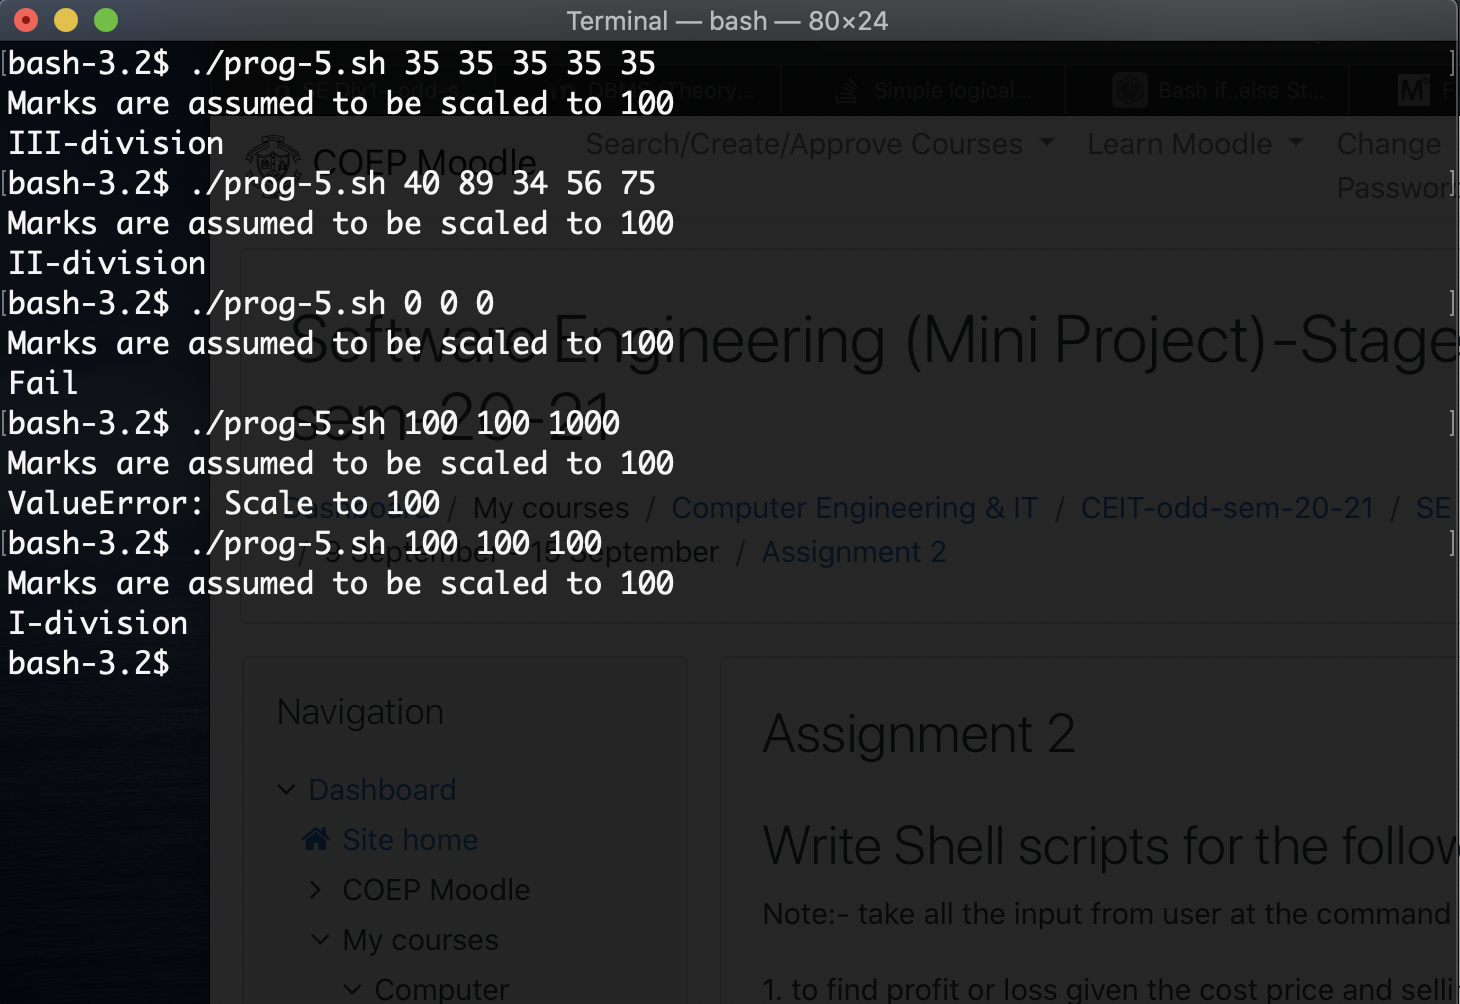 Terminal — bash — 80×24
bash-3.2$ ./prog-5.sh 35 35 35 35 35
Marks are assumed to be scaled to 100
III-division
bash-3.2$ ./prog-5.sh 40 89 34 56 75
Marks are assumed to be scaled to 100
II-division
bash-3.2$ ./prog-5.sh 0 0 0
Marks are assumed to be scaled to 100
Fail
bash-3.2$ ./prog-5.sh 100 100 1000
Marks are assumed to be scaled to 100
ValueError: Scale to 100
bash-3.2$ ./prog-5.sh 100 100 100
Marks are assumed to be scaled to 100
I-division
bash-3.2$
Simple logical...
Bash if..else St...
COEP Moodle
Search/Create/Approve Courses
Learn Moodle
Change
Software Engineering (Mini Project)-Stage
sem-20-21
/ My courses / Computer Engineering & IT / CEIT-odd-sem-20-21 / SE
/ 9 September - 15 September / Assignment 2
Navigation
Dashboard
Site home
COEP Moodle
My courses
Computer
Assignment 2
Write Shell scripts for the
Note:- take all the input from user at the command
1. to find profit or loss given the cost price and